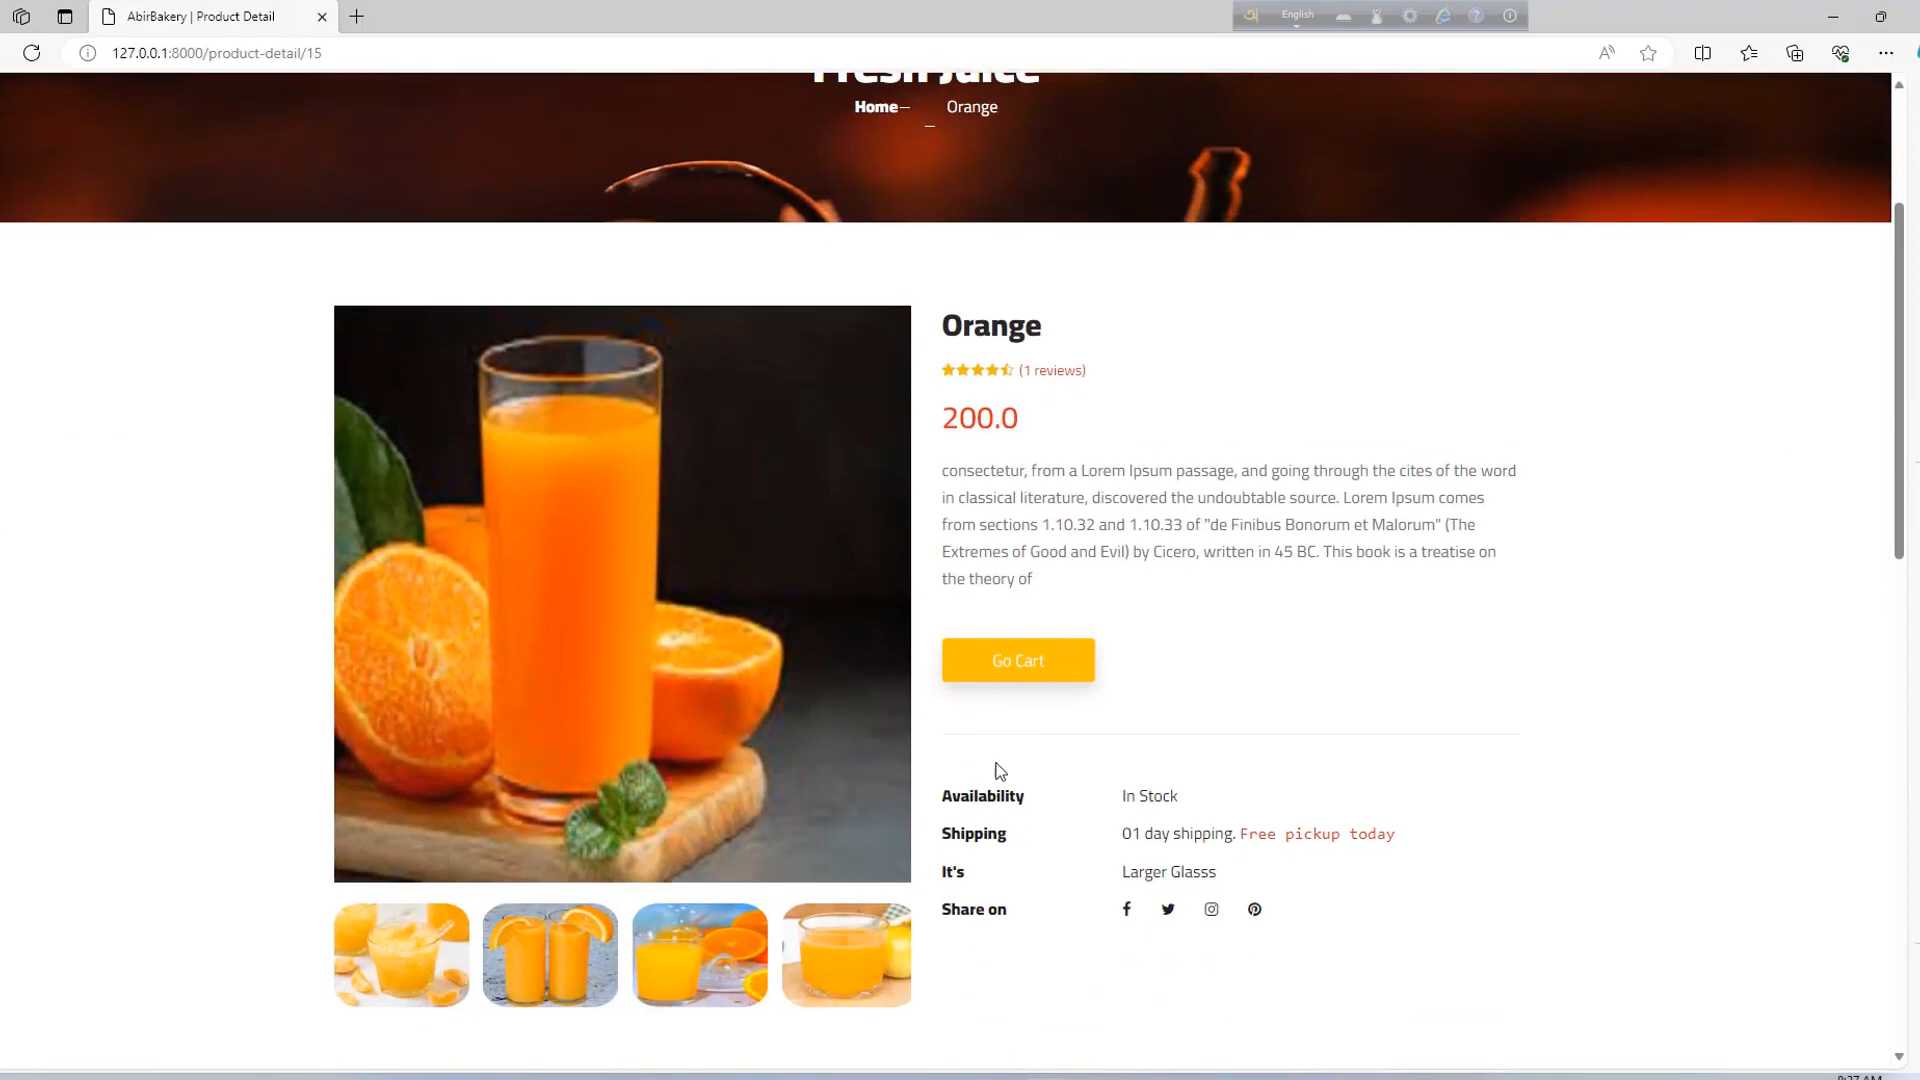 AbirBakery | Product Detail
English
127.0.0.1:8000/product-detail/15
Fresh Juice
Home
Orange
Orange
(1 reviews)
200.0
consectetur, from a Lorem Ipsum passage, and going through the cites of the word
in classical literature, discovered the undoubtable source. Lorem Ipsum comes
from sections 1.10.32 and 1.10.33 of "de Finibus Bonorum et Malorum" (The
Extremes of Good and Evil) by Cicero, written in 45 BC. This book is a treatise on
the theory of
Go Cart
Availability In Stock
Shipping 01 day shipping. Free pickup today
It's Larger Glasss
Share on